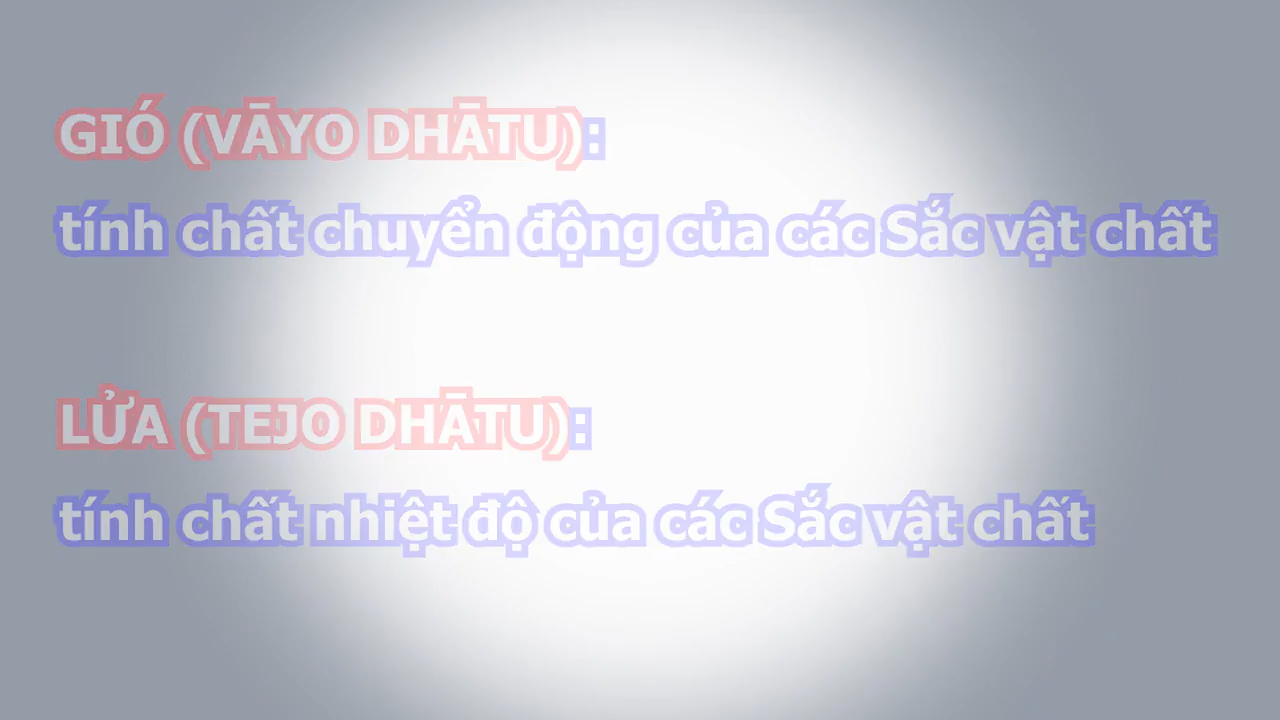 GIÓ (VĀYO DHĀTU):
tính chất chuyển động của các Sắc vật chất
LỬA (TEJO DHĀTU):
tính chất nhiệt độ của các Sắc vật chất